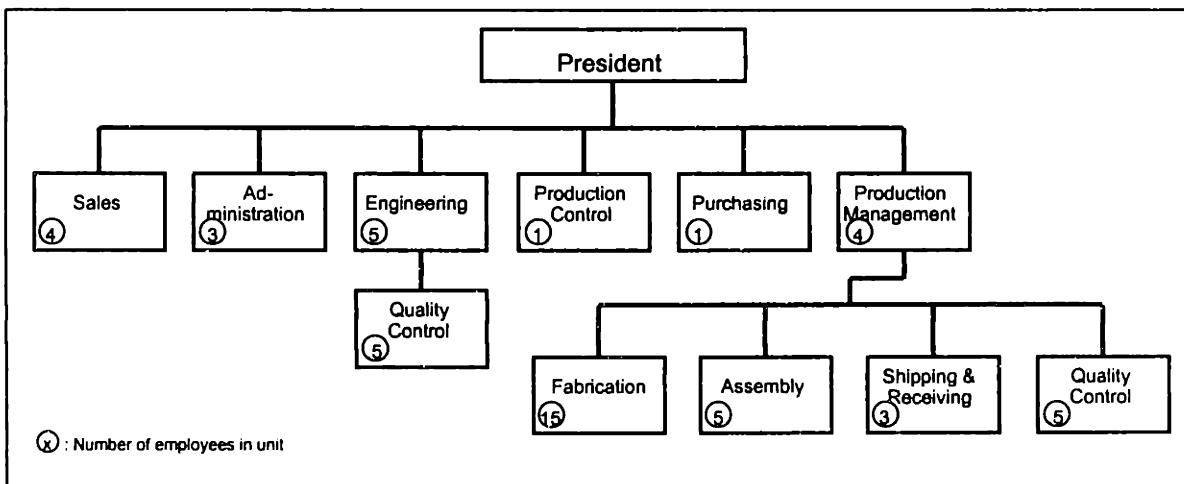 President
Sales
4
Ad-
ministration
3
Engineering
5
Production
Control
1
Purchasing
1
Production
Management
4
Quality
Control
5
Fabrication
15
Assembly
5
Shipping &
Receiving
3
Quality
Control
5
x : Number of employees in unit